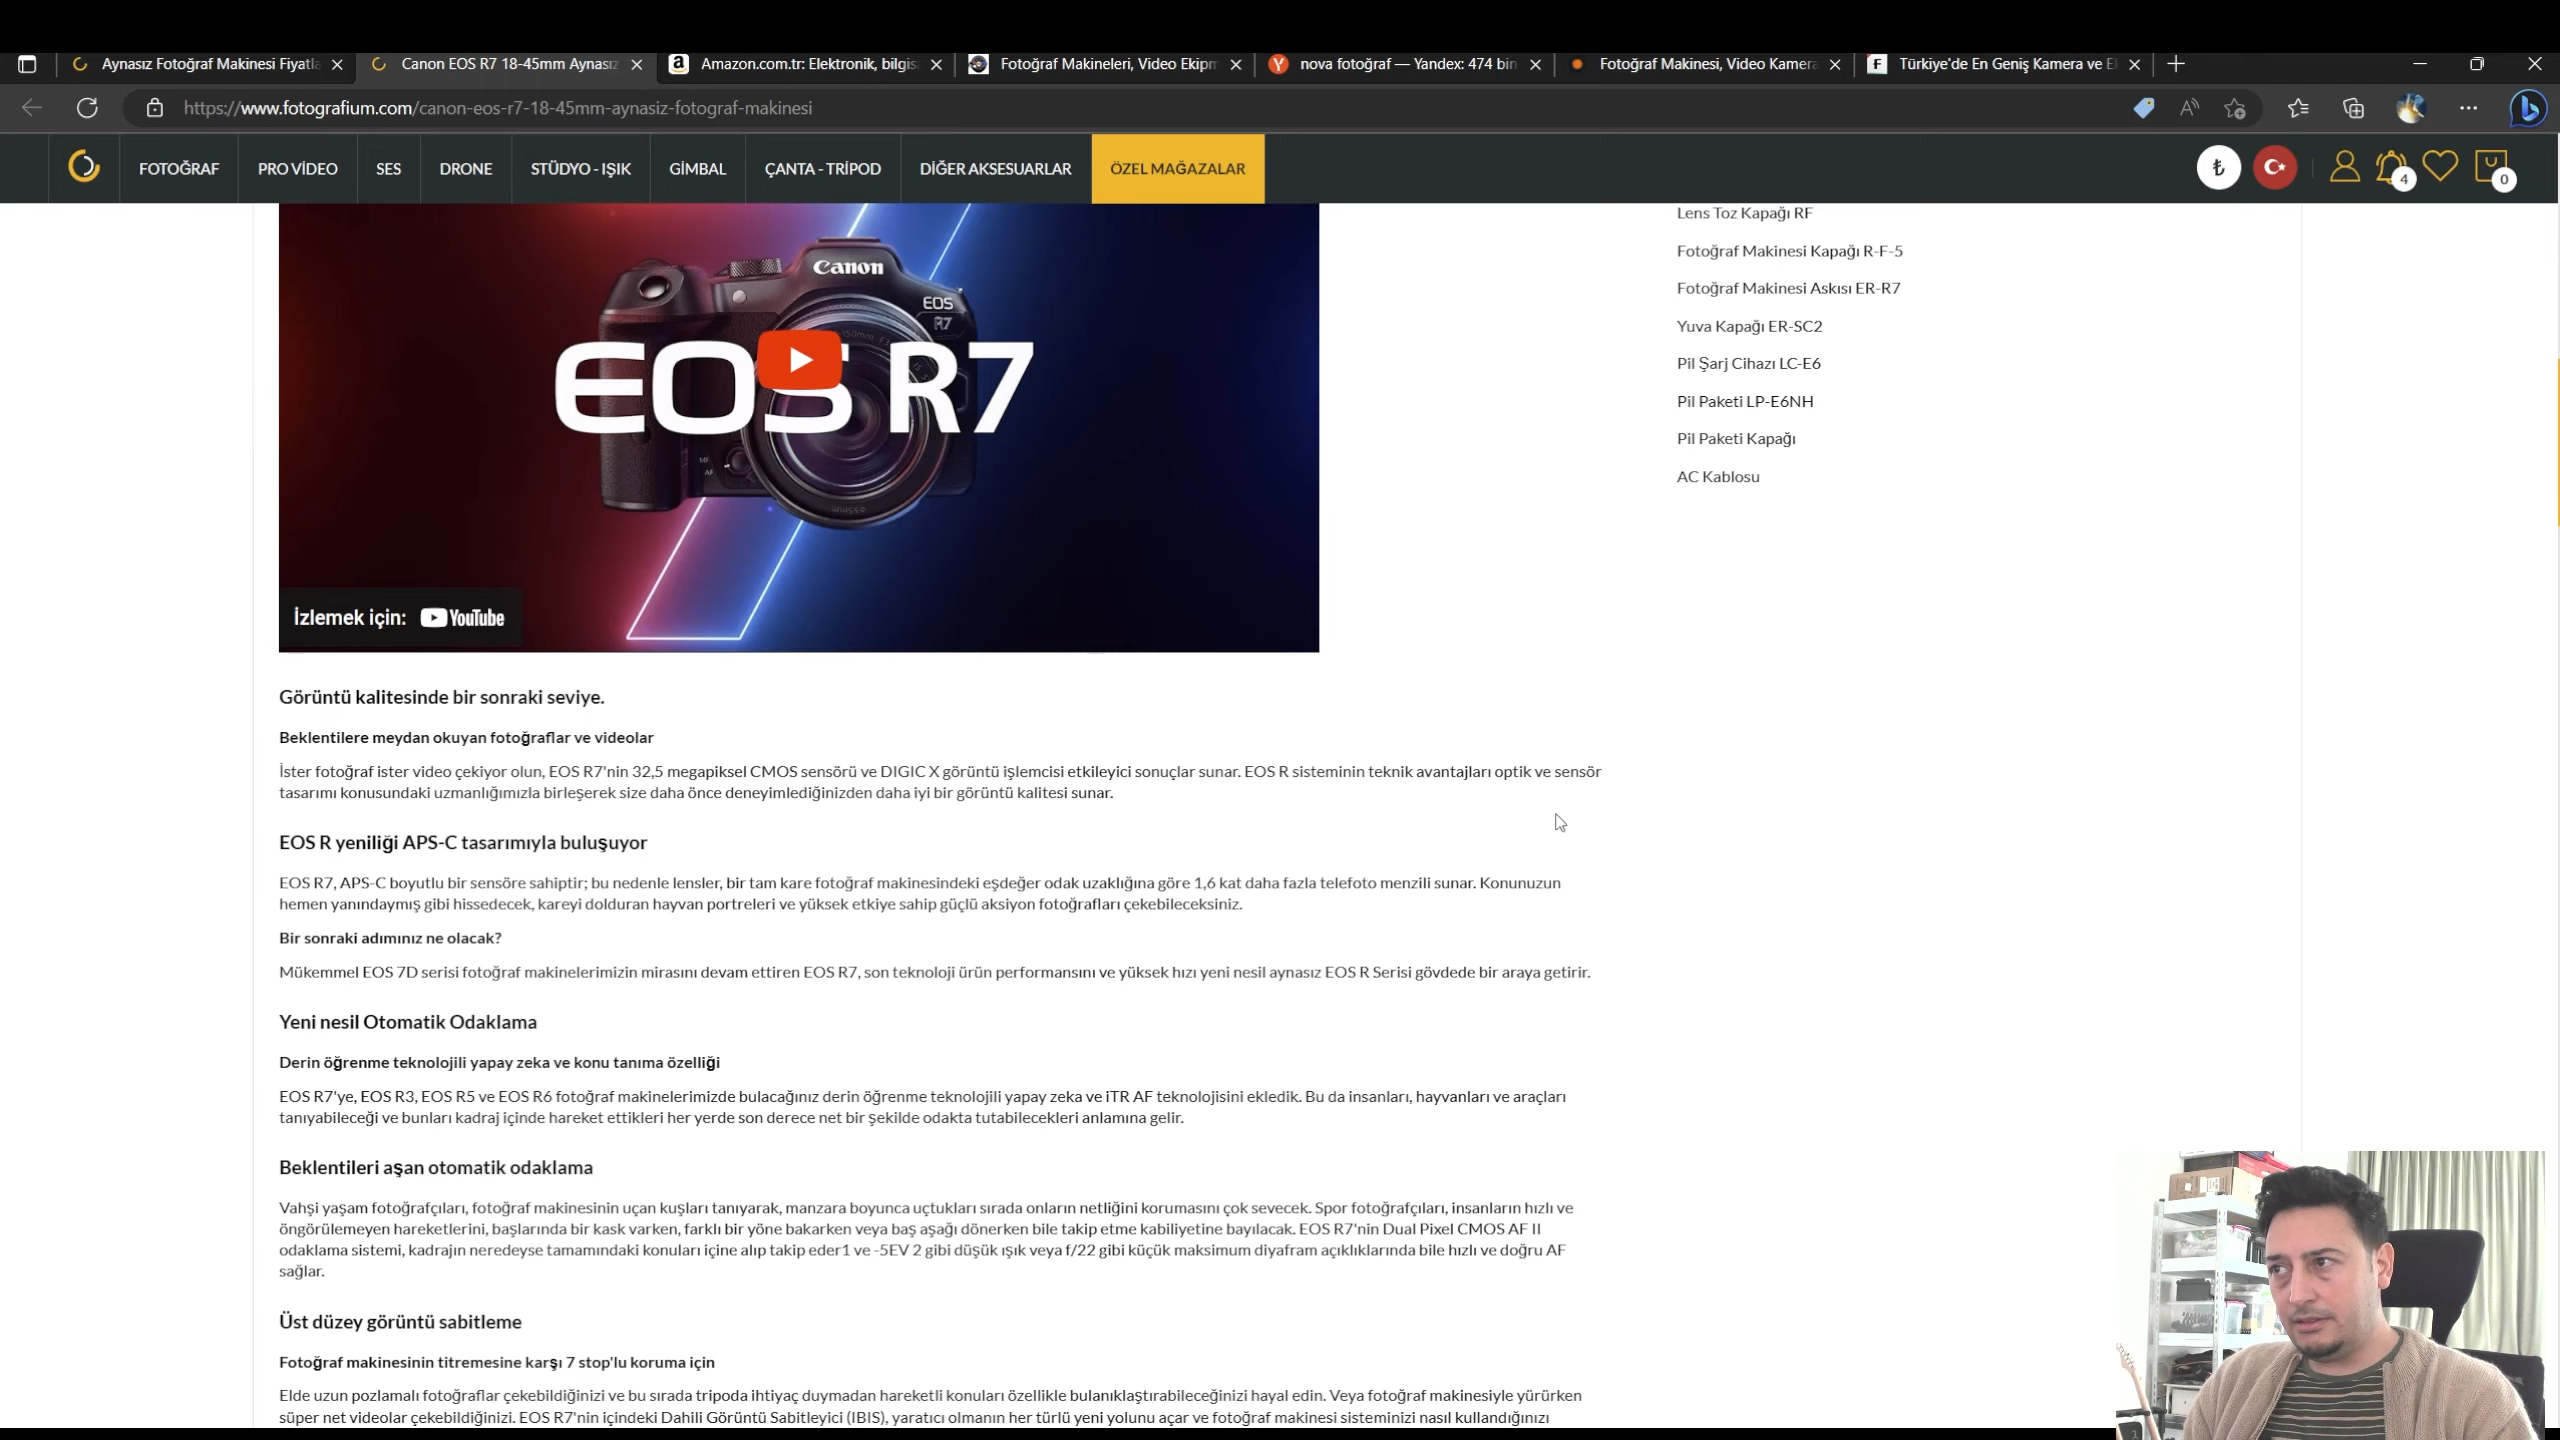 Aynasız Fotoğraf Makinesi Fiyatla
Canon EOS R7 18-45mm Aynasız
Amazon.com.tr: Elektronik, bilgis
Fotoğraf Makineleri, Video Ekipm
nova fotoğraf — Yandex: 474 bin
Fotoğraf Makinesi, Video Kamera
Türkiye'de En Geniş Kamera ve El
https://www.fotografium.com/canon-eos-r7-18-45mm-aynasiz-fotograf-makinesi
FOTOĞRAF
PRO VİDEO
SES
DRONE
STÜDYO - IŞIK
GİMBAL
ÇANTA - TRİPOD
DİĞER AKSESUARLAR
ÖZEL MAĞAZALAR
₺
4
0
Canon
EOS
R7
EOS R7
MF
AF
İzlemek için: YouTube
Lens Toz Kapağı RF
Fotoğraf Makinesi Kapağı R-F-5
Fotoğraf Makinesi Askısı ER-R7
Yuva Kapağı ER-SC2
Pil Şarj Cihazı LC-E6
Pil Paketi LP-E6NH
Pil Paketi Kapağı
AC Kablosu
Görüntü kalitesinde bir sonraki seviye.
Beklentilere meydan okuyan fotoğraflar ve videolar
İster fotoğraf ister video çekiyor olun, EOS R7'nin 32,5 megapiksel CMOS sensörü ve DIGIC X görüntü işlemcisi etkileyici sonuçlar sunar. EOS R sisteminin teknik avantajları optik ve sensör
tasarımı konusundaki uzmanlığımızla birleşerek size daha önce deneyimlediğinizden daha iyi bir görüntü kalitesi sunar.
EOS R yeniliği APS-C tasarımıyla buluşuyor
EOS R7, APS-C boyutlu bir sensöre sahiptir; bu nedenle lensler, bir tam kare fotoğraf makinesindeki eşdeğer odak uzaklığına göre 1,6 kat daha fazla telefoto menzili sunar. Konunuzun
hemen yanındaymış gibi hissedecek, kareyi dolduran hayvan portreleri ve yüksek etkiye sahip güçlü aksiyon fotoğrafları çekebileceksiniz.
Bir sonraki adımınız ne olacak?
Mükemmel EOS 7D serisi fotoğraf makinelerimizin mirasını devam ettiren EOS R7, son teknoloji ürün performansını ve yüksek hızı yeni nesil aynasız EOS R Serisi gövdede bir araya getirir.
Yeni nesil Otomatik Odaklama
Derin öğrenme teknolojili yapay zeka ve konu tanıma özelliği
EOS R7'ye, EOS R3, EOS R5 ve EOS R6 fotoğraf makinelerimizde bulacağınız derin öğrenme teknolojili yapay zeka ve iTR AF teknolojisini ekledik. Bu da insanları, hayvanları ve araçları
tanıyabileceği ve bunları kadraj içinde hareket ettikleri her yerde son derece net bir şekilde odakta tutabilecekleri anlamına gelir.
Beklentileri aşan otomatik odaklama
Vahşi yaşam fotoğrafçıları, fotoğraf makinesinin uçan kuşları tanıyarak, manzara boyunca uçtukları sırada onların netliğini korumasını çok sevecek. Spor fotoğrafçıları, insanların hızlı ve
öngörülemeyen hareketlerini, başlarında bir kask varken, farklı bir yöne bakarken veya baş aşağı dönerken bile takip etme kabiliyetine bayılacak. EOS R7'nin Dual Pixel CMOS AF II
odaklama sistemi, kadrajın neredeyse tamamındaki konuları içine alıp takip eder1 ve -5EV 2 gibi düşük ışık veya f/22 gibi küçük maksimum diyafram açıklıklarında bile hızlı ve doğru AF
sağlar.
Üst düzey görüntü sabitleme
Fotoğraf makinesinin titremesine karşı 7 stop'lu koruma için
Elde uzun pozlamalı fotoğraflar çekebildiğinizi ve bu sırada tripoda ihtiyaç duymadan hareketli konuları özellikle bulanıklaştırabileceğinizi hayal edin. Veya fotoğraf makinesiyle yürürken
süper net videolar çekebildiğinizi. EOS R7'nin içindeki Dahili Görüntü Sabitleyici (IBIS), yaratıcı olmanın her türlü yeni yolunu açar ve fotoğraf makinesi sisteminizi nasıl kullandığınızı